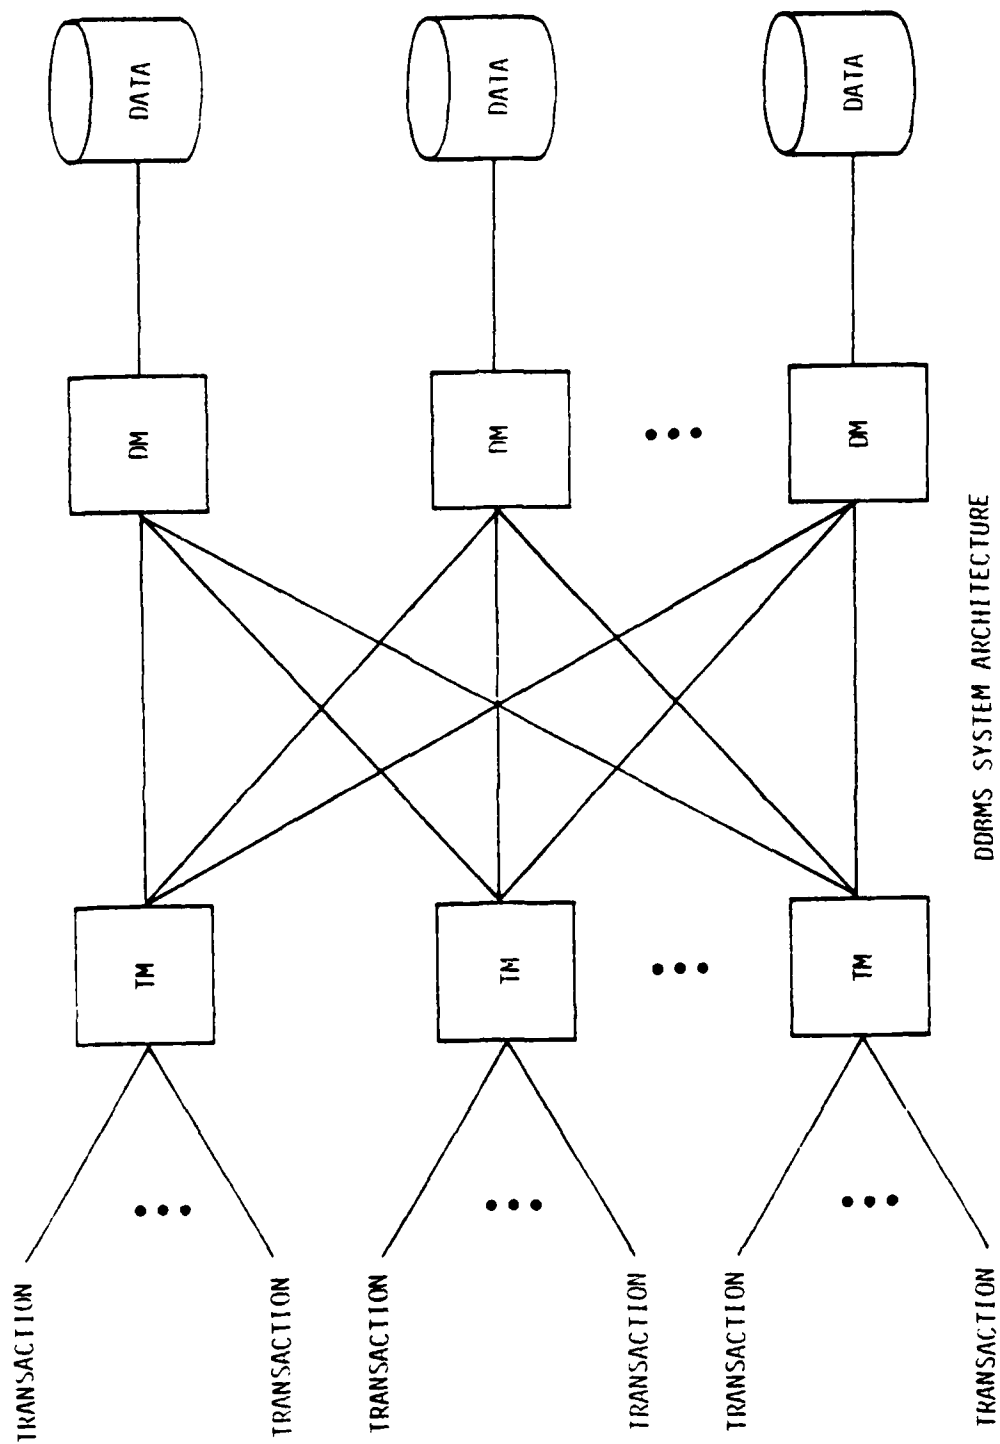 TRANSACTION
TM
DM
DATA
TRANSACTION
TRANSACTION
TM
DM
DATA
TRANSACTION
TRANSACTION
TM
DM
DATA
TRANSACTION
DDBMS SYSTEM ARCHITECTURE